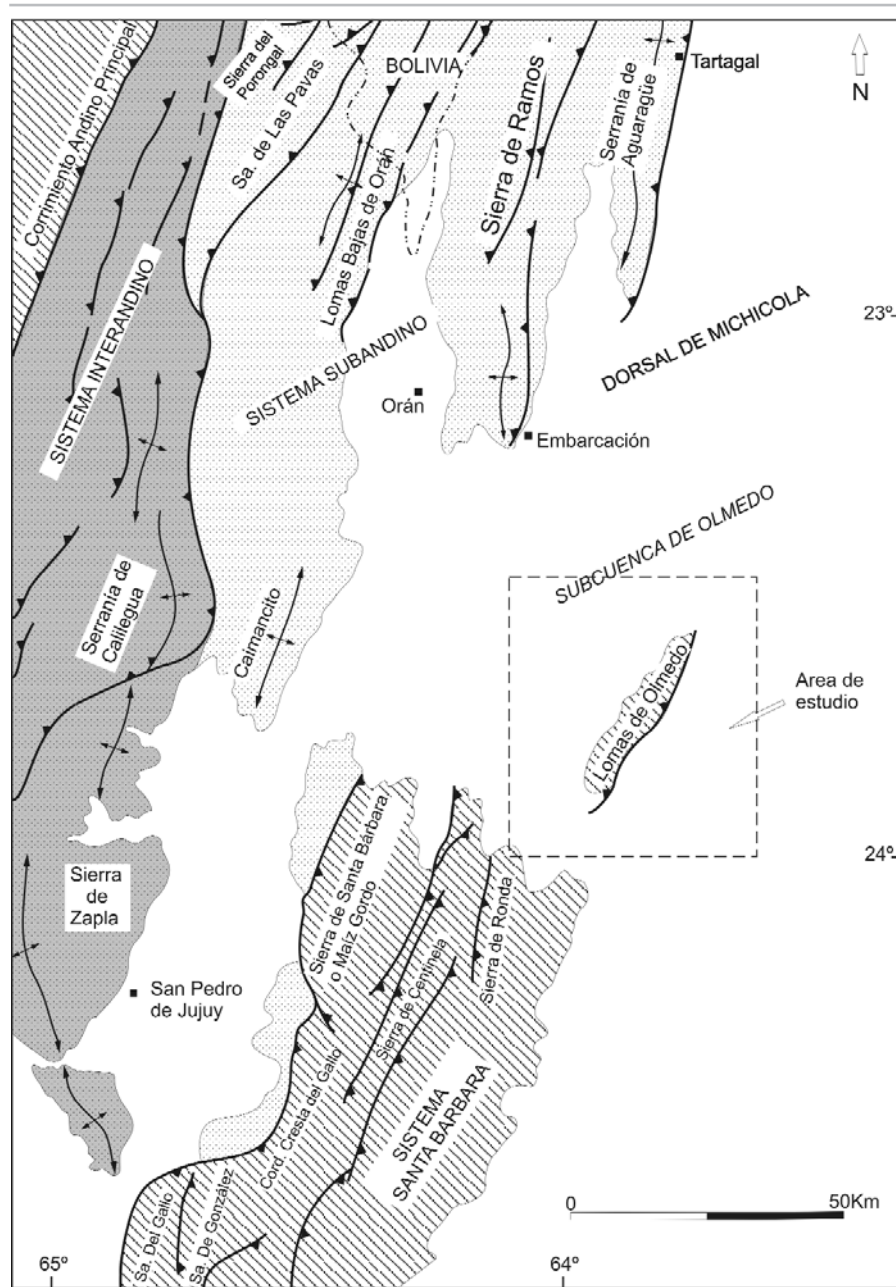 Corrimiento Andino Principal
Sierra del
Porongal
Sa. de Las Pavas
BOLIVIA
Lomas Bajas de Orán
Sierra de Ramos
Serranía de
Aguaragüe
Tartagal
N
SISTEMA INTERANDINO
SISTEMA SUBANDINO
23º
DORSAL DE MICHICOLA
Orán
Embarcación
SUBCUENCA DE OLMEDO
Serranía de
Calilegua
Caimancito
Lomas de Olmedo
Area de
estudio
24º
Sierra
de
Zapla
Sierra de Santa Bárbara
o Maíz Gordo
Sierra de Centinela
Sierra de Ronda
San Pedro
de Jujuy
Cord. Cresta del Gallo
SISTEMA
SANTA BARBARA
Sa. Del Gallo
Sa. De González
0 50Km
65º 64º